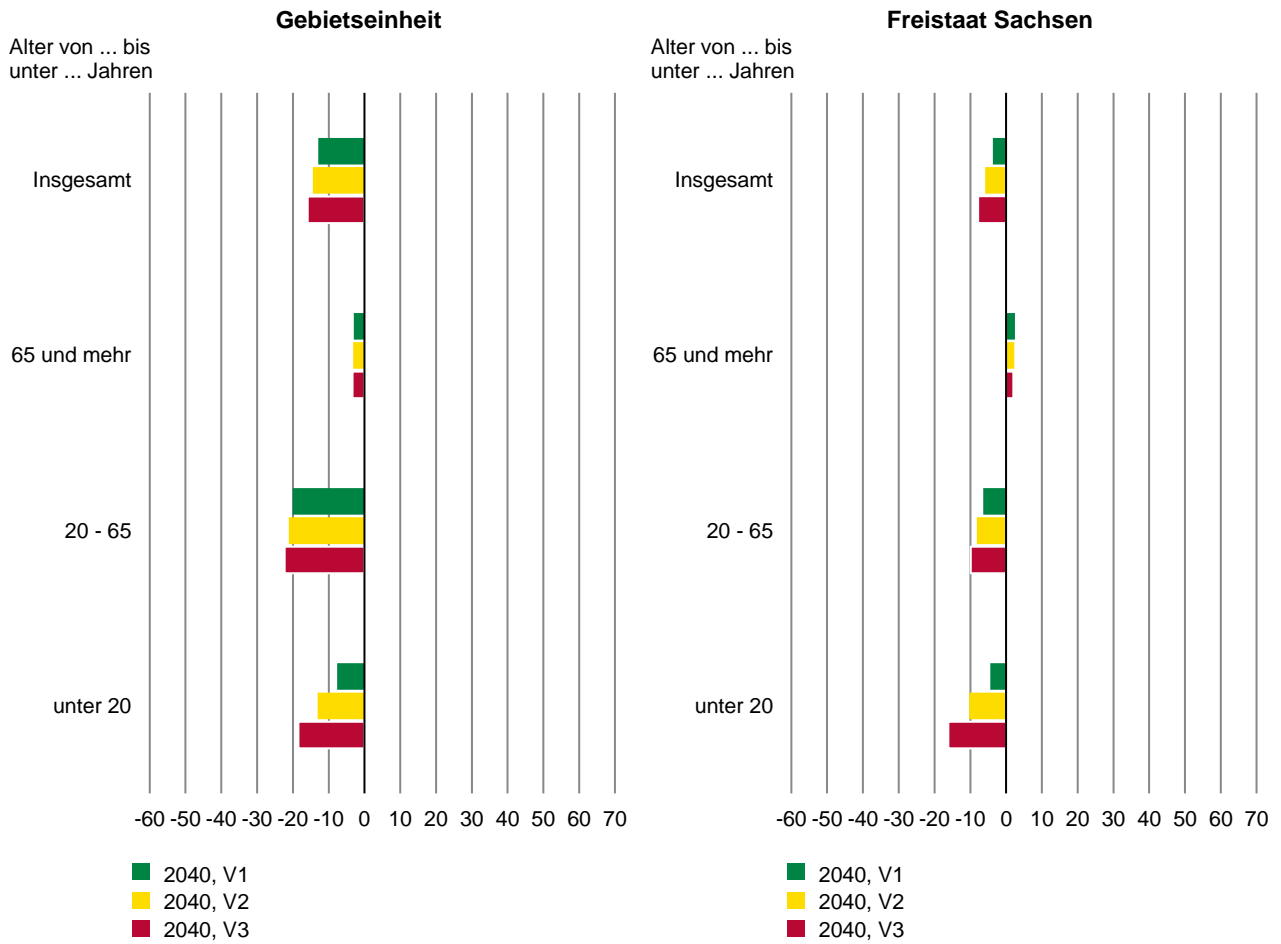 Gebietseinheit
Alter von ... bis
unter ... Jahren
Insgesamt
65 und mehr
20 - 65
unter 20
-60 -50 -40 -30 -20 -10 0 10 20 30 40 50 60 70
2040, V1
2040, V2
2040, V3
Freistaat Sachsen
Alter von ... bis
unter ... Jahren
Insgesamt
65 und mehr
20 - 65
unter 20
-60 -50 -40 -30 -20 -10 0 10 20 30 40 50 60 70
2040, V1
2040, V2
2040, V3